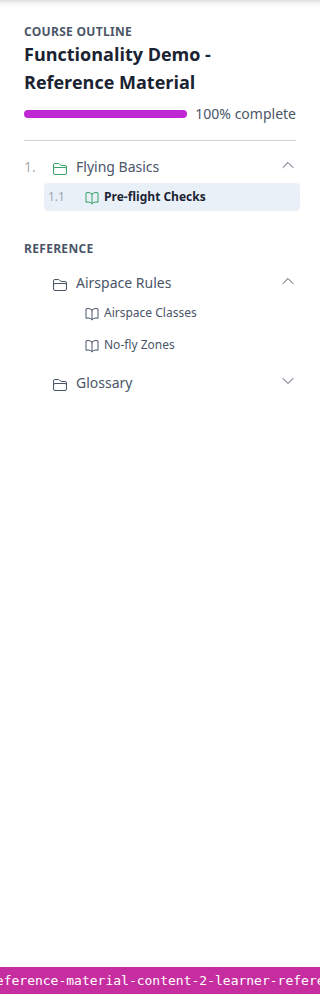 COURSE OUTLINE
Functionality Demo -
Reference Material
100% complete
1. Flying Basics
1.1 Pre-flight Checks
REFERENCE
Airspace Rules
Airspace Classes
No-fly Zones
Glossary
eference-material-content-2-learner-refere